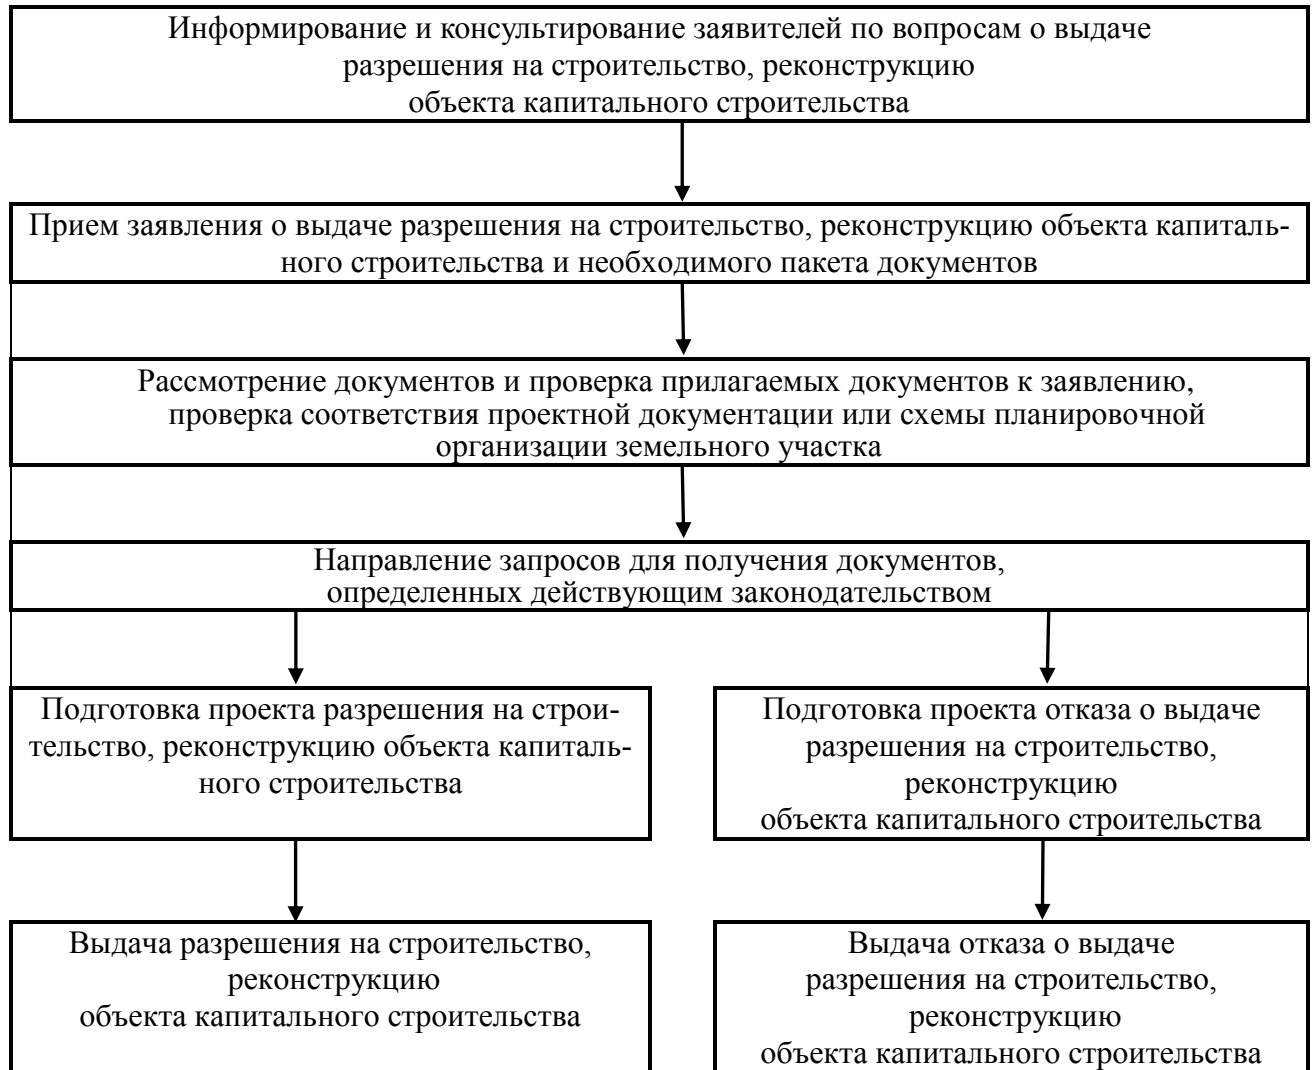 Информирование и консультирование заявителей по вопросам о выдаче
разрешения на строительство, реконструкцию
объекта капитального строительства
Прием заявления о выдаче разрешения на строительство, реконструкцию объекта капиталь-
ного строительства и необходимого пакета документов
Рассмотрение документов и проверка прилагаемых документов к заявлению,
проверка соответствия проектной документации или схемы планировочной
организации земельного участка
Направление запросов для получения документов,
определенных действующим законодательством
Подготовка проекта разрешения на строи-
тельство, реконструкцию объекта капиталь-
ного строительства
Подготовка проекта отказа о выдаче
разрешения на строительство,
реконструкцию
объекта капитального строительства
Выдача разрешения на строительство,
реконструкцию
объекта капитального строительства
Выдача отказа о выдаче
разрешения на строительство,
реконструкцию
объекта капитального строительства